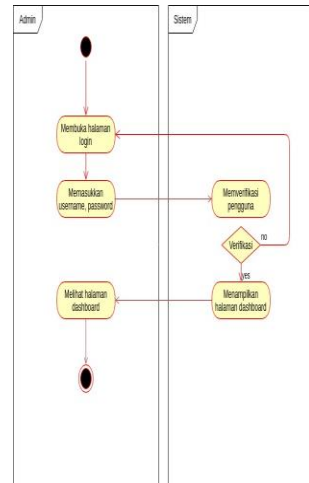 Admin
Sistem
Membuka halaman
login
Memasukkan
username, password
Memverifikasi
pengguna
Verifikasi
no
yes
Melihat halaman
dashboard
Menampilkan
halaman dashboard